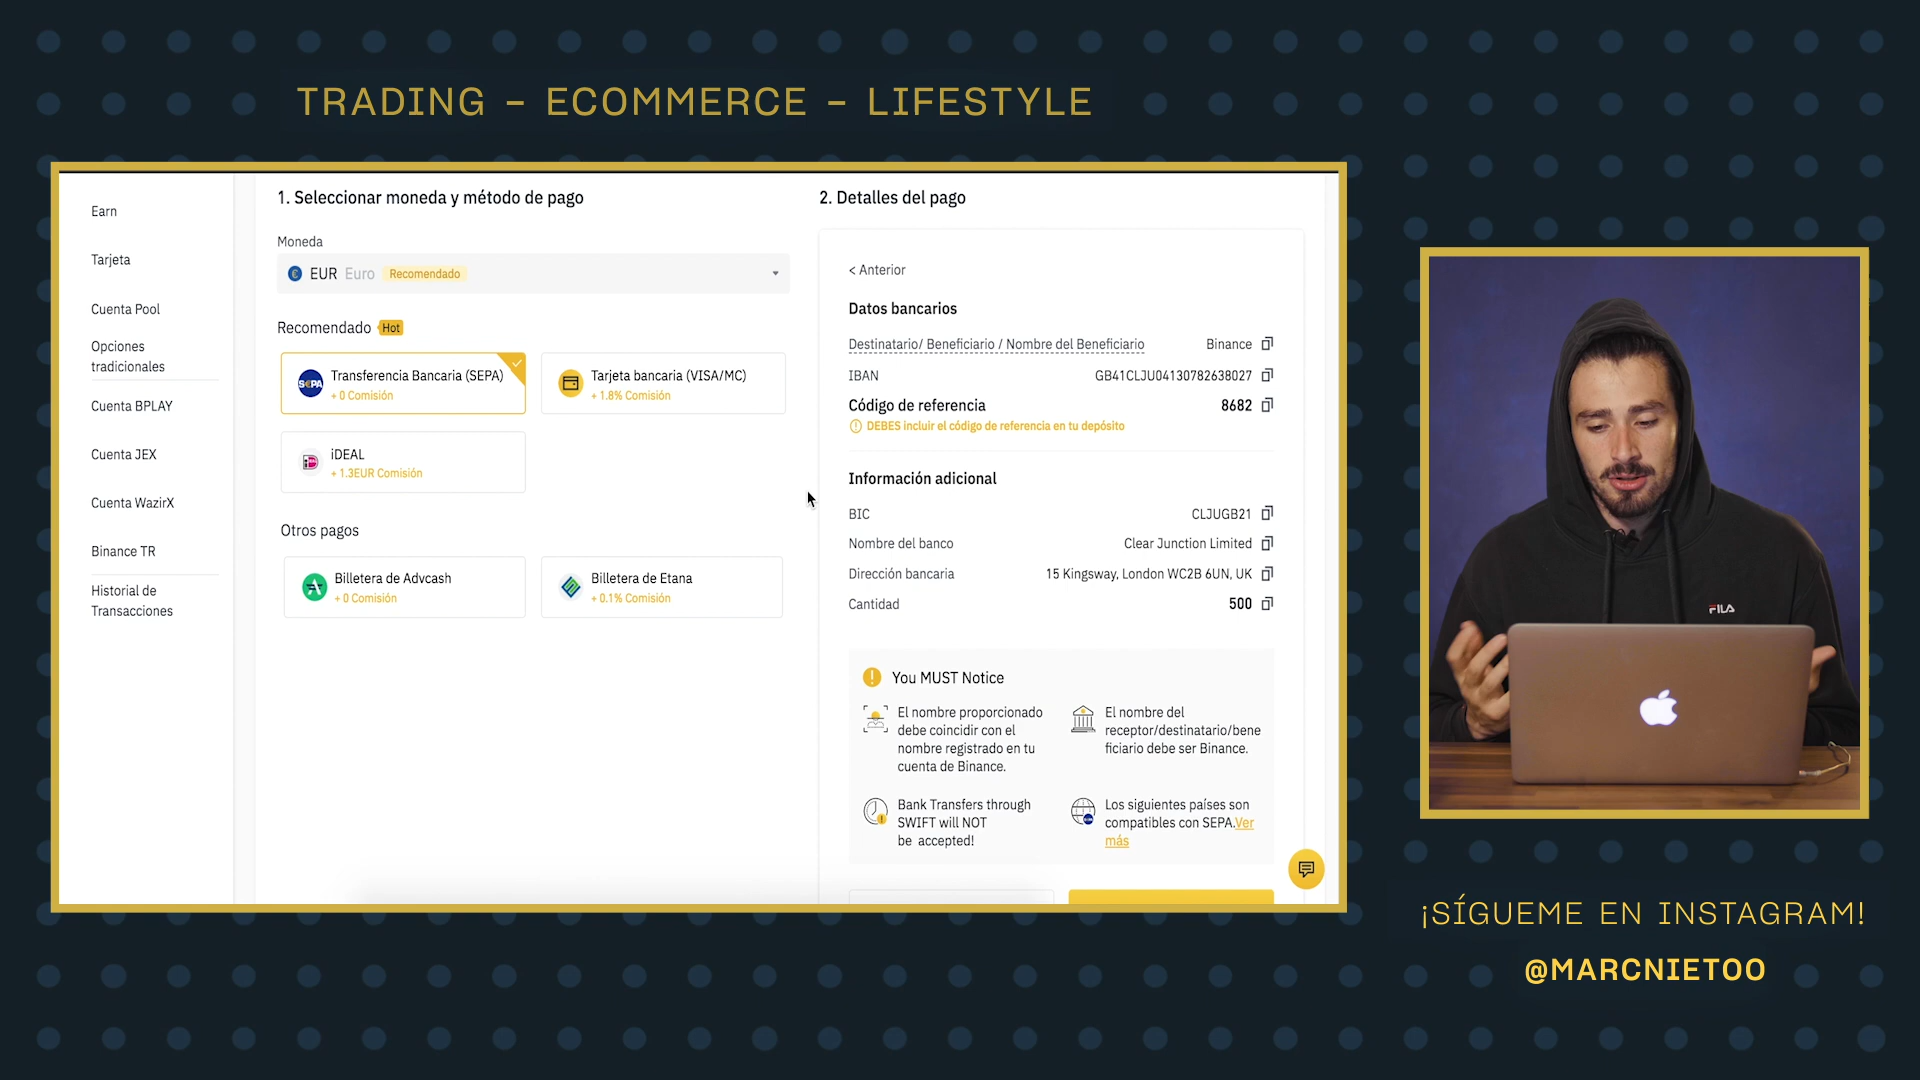 TRADING - ECOMMERCE - LIFESTYLE
Earn
Tarjeta
Cuenta Pool
Opciones
tradicionales
Cuenta BPLAY
Cuenta JEX
Cuenta WazirX
Binance TR
Historial de
Transacciones
1. Seleccionar moneda y método de pago
Moneda
EUR Euro Recomendado
Recomendado Hot
SEPA
Transferencia Bancaria (SEPA)
+ 0 Comisión
Tarjeta bancaria (VISA/MC)
+ 1.8% Comisión
iDEAL
+ 1.3EUR Comisión
Otros pagos
Billetera de Advcash
+ 0 Comisión
Billetera de Etana
+ 0.1% Comisión
2. Detalles del pago
< Anterior
Datos bancarios
Destinatario/ Beneficiario / Nombre del Beneficiario Binance
IBAN GB41CLJU04130782638027
Código de referencia 8682
DEBES incluir el código de referencia en tu depósito
Información adicional
BIC CLJUGB21
Nombre del banco Clear Junction Limited
Dirección bancaria 15 Kingsway, London WC2B 6UN, UK
Cantidad 500
You MUST Notice
El nombre proporcionado
debe coincidir con el
nombre registrado en tu
cuenta de Binance.
El nombre del
receptor/destinatario/bene
ficiario debe ser Binance.
Bank Transfers through
SWIFT will NOT
be accepted!
Los siguientes países son
compatibles con SEPA.Ver
más
FILA
¡SÍGUEME EN INSTAGRAM!
@MARCNIETOO